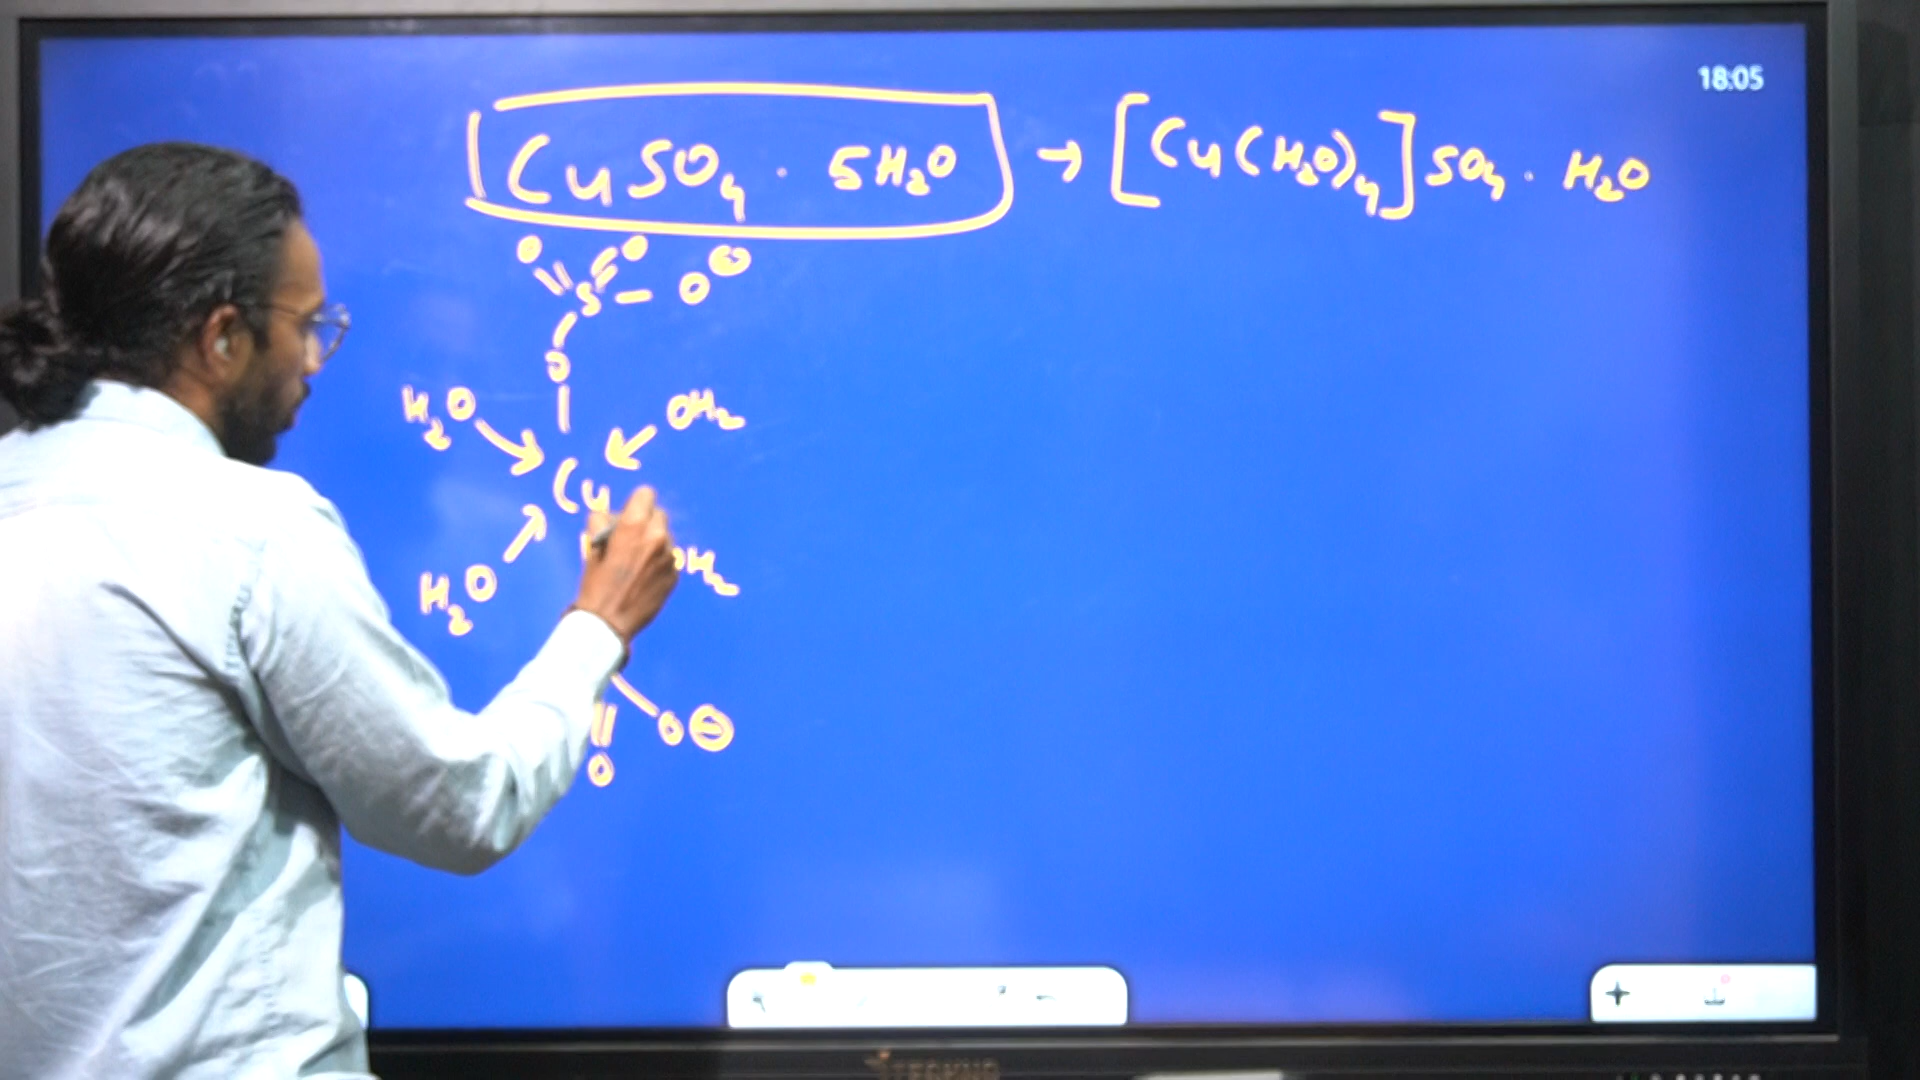 18:05
CuSO4 · 5H2O → [Cu(H2O)4]SO4 · H2O
O O O⊖
S
O
H2O OH2
Cu
H2O OH2
O⊖
O